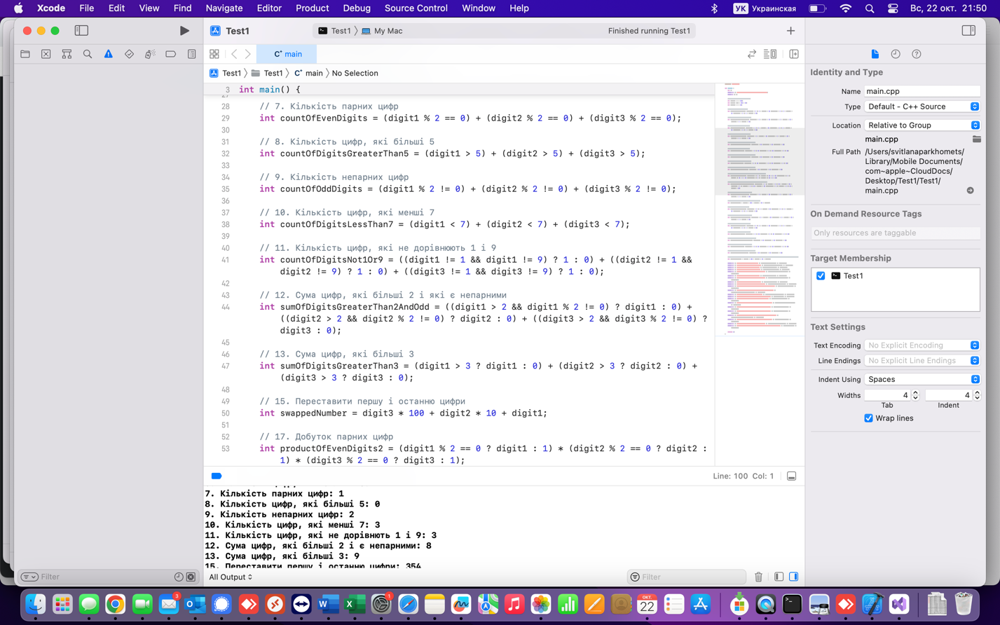 Xcode File Edit View Find Navigate Editor Product Debug Source Control Window Help УК Украинская Вс, 22 окт. 21:50
Test1 Test1 〉 My Mac Finished running Test1
C⁺ main
Test1 〉 Test1 〉 C⁺ main 〉 No Selection
3 int main() {
28 // 7. Кількість парних цифр
29 int countOfEvenDigits = (digit1 % 2 == 0) + (digit2 % 2 == 0) + (digit3 % 2 == 0);
30
31 // 8. Кількість цифр, які більші 5
32 int countOfDigitsGreaterThan5 = (digit1 > 5) + (digit2 > 5) + (digit3 > 5);
33
34 // 9. Кількість непарних цифр
35 int countOfOddDigits = (digit1 % 2 != 0) + (digit2 % 2 != 0) + (digit3 % 2 != 0);
36
37 // 10. Кількість цифр, які менші 7
38 int countOfDigitsLessThan7 = (digit1 < 7) + (digit2 < 7) + (digit3 < 7);
39
40 // 11. Кількість цифр, які не дорівнюють 1 і 9
41 int countOfDigitsNot1Or9 = ((digit1 != 1 && digit1 != 9) ? 1 : 0) + ((digit2 != 1 &&
digit2 != 9) ? 1 : 0) + ((digit3 != 1 && digit3 != 9) ? 1 : 0);
42
43 // 12. Сума цифр, які більші 2 і які є непарними
44 int sumOfDigitsGreaterThan2AndOdd = ((digit1 > 2 && digit1 % 2 != 0) ? digit1 : 0) +
((digit2 > 2 && digit2 % 2 != 0) ? digit2 : 0) + ((digit3 > 2 && digit3 % 2 != 0) ?
digit3 : 0);
45
46 // 13. Сума цифр, які більші 3
47 int sumOfDigitsGreaterThan3 = (digit1 > 3 ? digit1 : 0) + (digit2 > 3 ? digit2 : 0) +
(digit3 > 3 ? digit3 : 0);
48
49 // 15. Переставити першу і останню цифри
50 int swappedNumber = digit3 * 100 + digit2 * 10 + digit1;
51
52 // 17. Добуток парних цифр
53 int productOfEvenDigits2 = (digit1 % 2 == 0 ? digit1 : 1) * (digit2 % 2 == 0 ? digit2 :
1) * (digit3 % 2 == 0 ? digit3 : 1);
Line: 100 Col: 1
7. Кількість парних цифр: 1
8. Кількість цифр, які більші 5: 0
9. Кількість непарних цифр: 2
10. Кількість цифр, які менші 7: 3
11. Кількість цифр, які не дорівнють 1 і 9: 3
12. Сума цифр, які більші 2 і є непарними: 8
13. Сума цифр, які більші 3: 9
15. Переставити першу і останню цифри: 354
Filter
All Output
Filter
Identity and Type
Name main.cpp
Type Default - C++ Source
Location Relative to Group
main.cpp
Full Path /Users/svitlanaparkhomets/
Library/Mobile Documents/
com~apple~CloudDocs/
Desktop/Test1/Test1/
main.cpp
On Demand Resource Tags
Only resources are taggable
Target Membership
Test1
Text Settings
Text Encoding No Explicit Encoding
Line Endings No Explicit Line Endings
Indent Using Spaces
Widths 4 4
Tab Indent
Wrap lines
3
1
ОКТ.
22